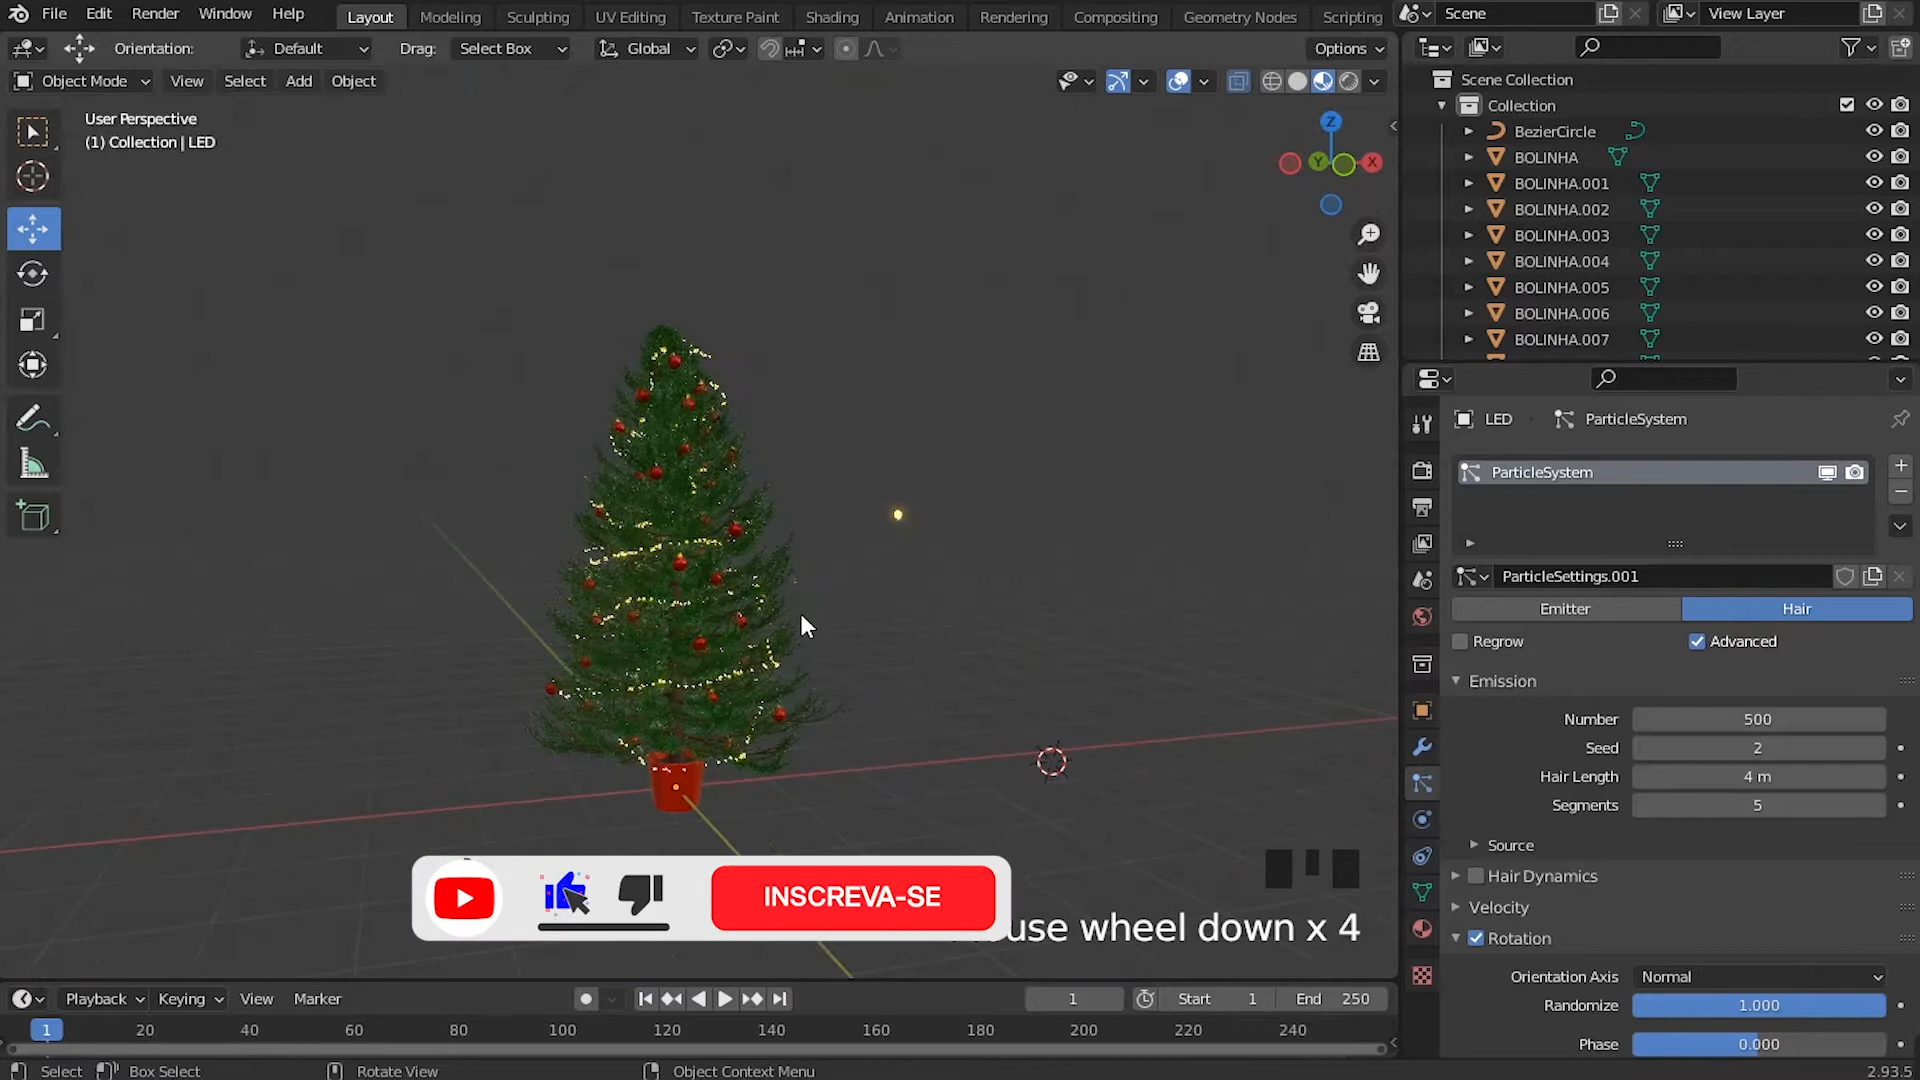 File Edit Render Window Help
Layout Modeling Sculpting UV Editing Texture Paint Shading Animation Rendering Compositing Geometry Nodes Scripting
Scene
View Layer
Orientation: Default Drag: Select Box Global Options
Object Mode View Select Add Object
User Perspective
(1) Collection | LED
Z
Y
X
Scene Collection
Collection
BezierCircle
BOLINHA
BOLINHA.001
BOLINHA.002
BOLINHA.003
BOLINHA.004
BOLINHA.005
BOLINHA.006
BOLINHA.007
LED ParticleSystem
ParticleSystem
ParticleSettings.001
Emitter Hair
Regrow Advanced
Emission
Number 500
Seed 2
Hair Length 4 m
Segments 5
Source
Hair Dynamics
Velocity
Rotation
Orientation Axis Normal
Randomize 1.000
Phase 0.000
INSCREVA-SE
use wheel down x 4
Playback Keying View Marker 1 Start 1 End 250
1 20 40 60 80 100 120 140 160 180 200 220 240
Select Box Select Rotate View Object Context Menu 2.93.5